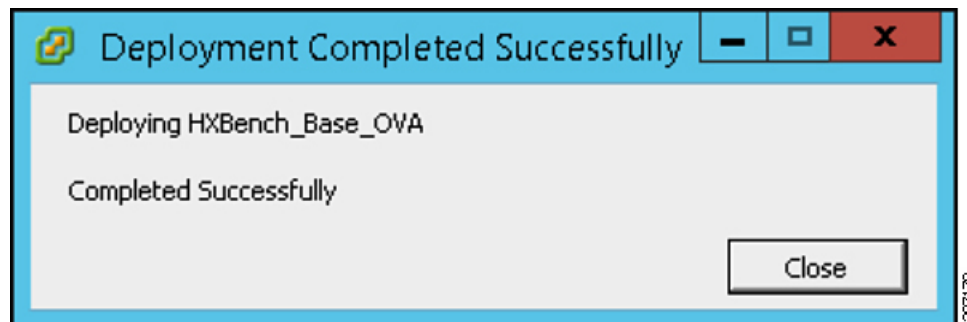 Deployment Completed Successfully
Deploying HXBench_Base_OVA
Completed Successfully
Close